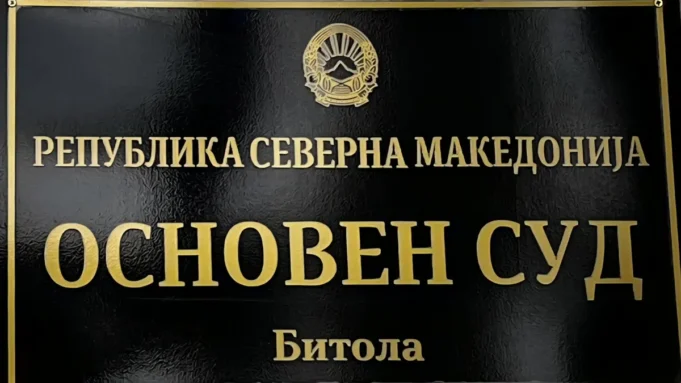 РЕПУБЛИКА СЕВЕРНА МАКЕДОНИЈА
ОСНОВЕН СУД
Битола